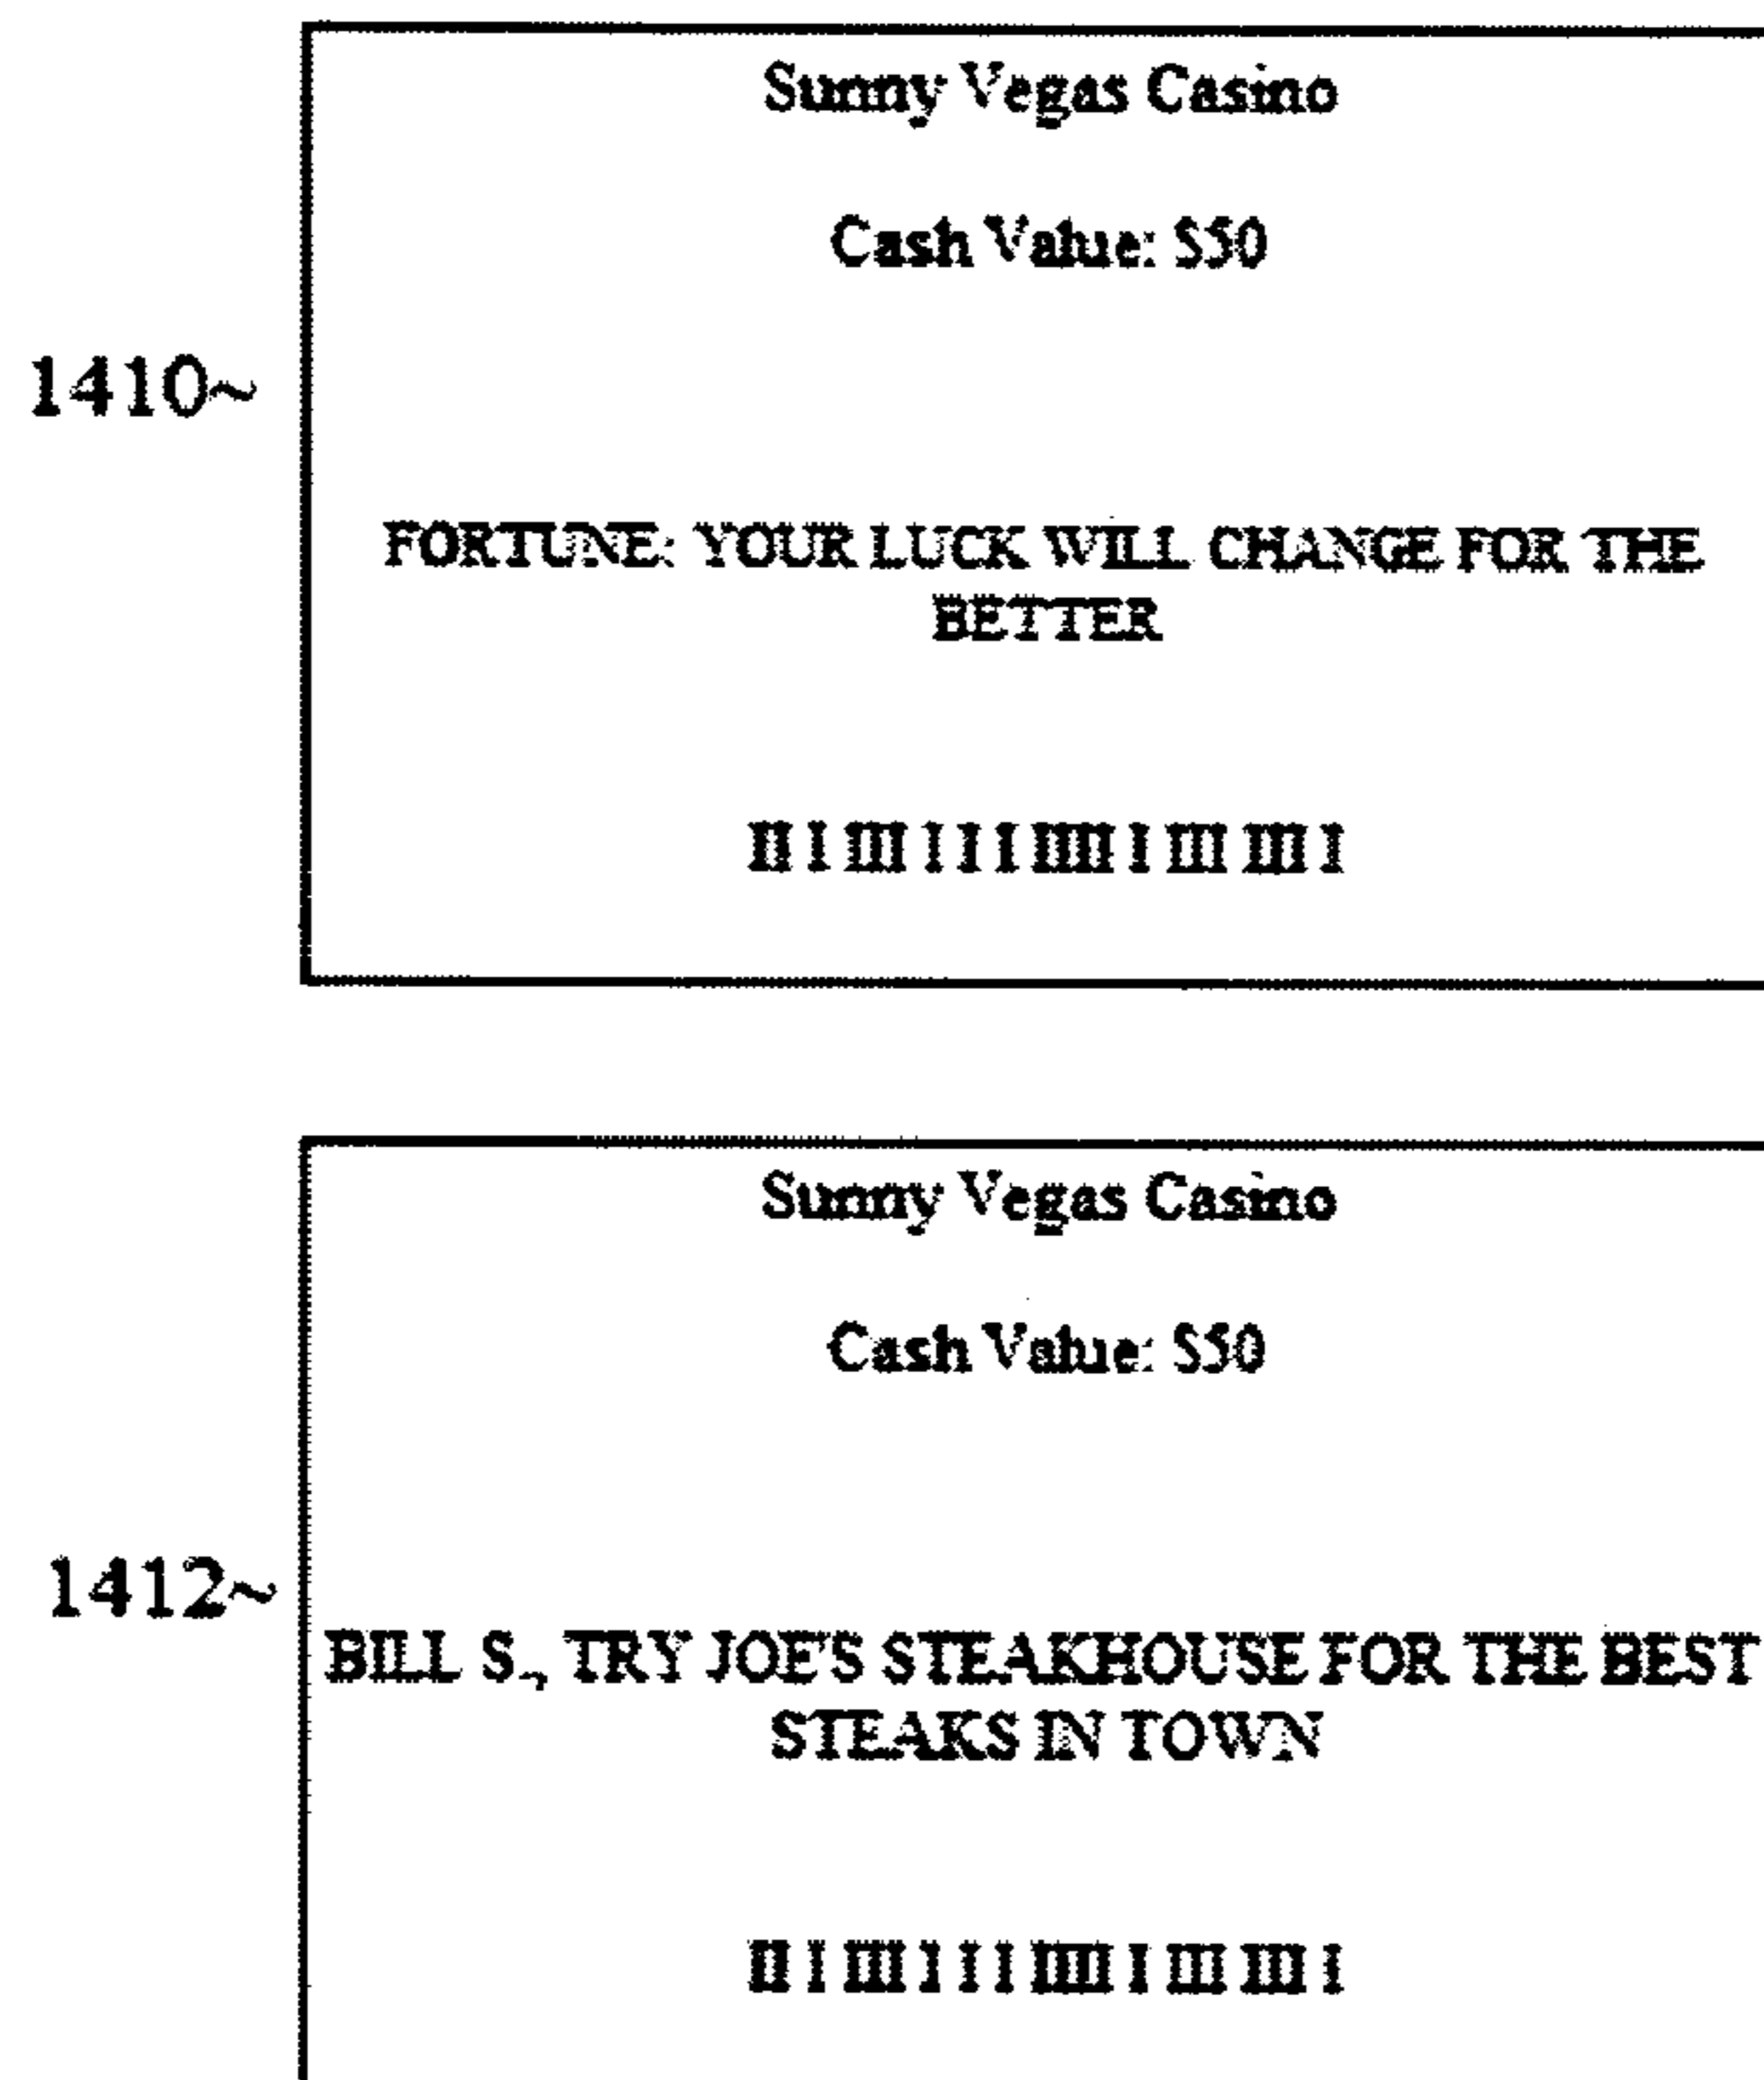 Sunny Vegas Casino
Cash Value: $50
1410~
FORTUNE: YOUR LUCK WILL CHANGE FOR THE
BETTER
Sunny Vegas Casino
Cash Value: $50
1412~
BILL S., TRY JOE'S STEAKHOUSE FOR THE BEST
STEAKS IN TOWN